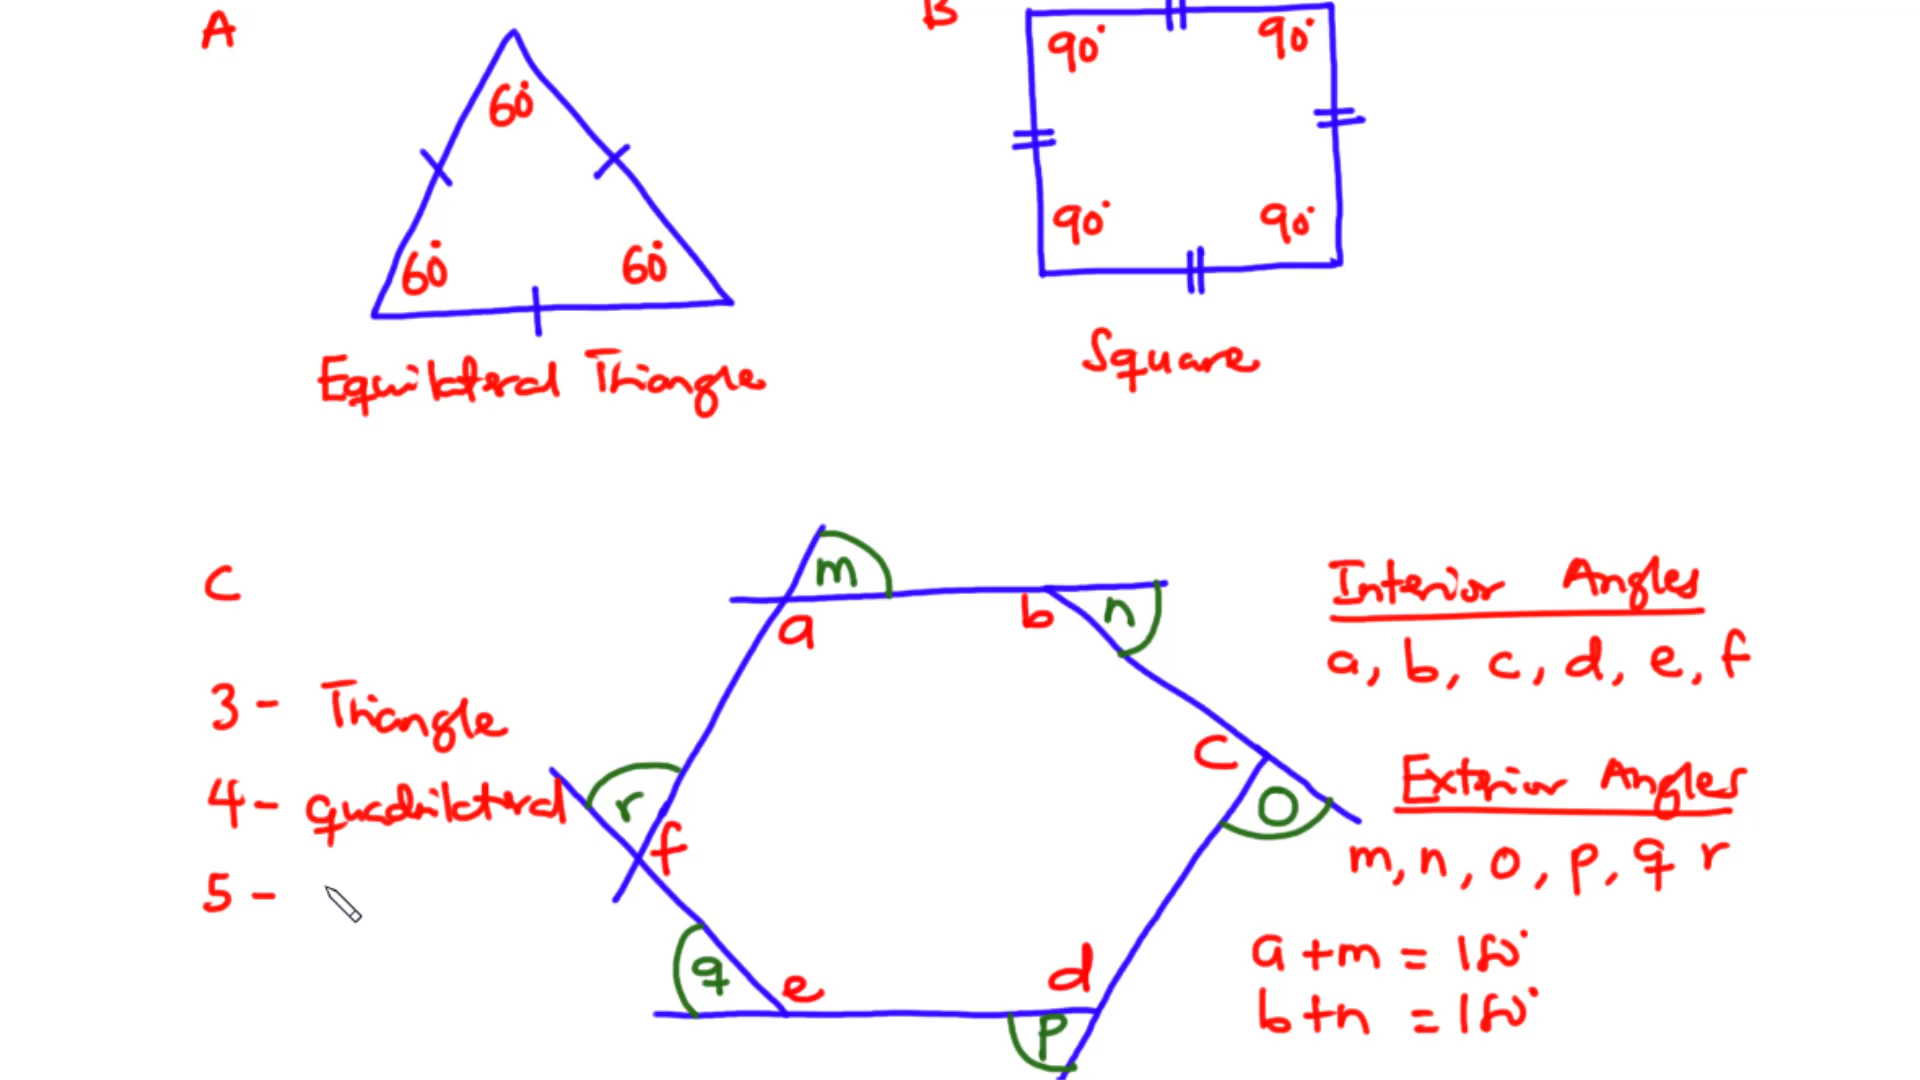 A
B
60°
60°
60°
90°
90°
90°
90°
Equilateral Triangle
Square
C
m
a
b
n
Interior Angles
a, b, c, d, e, f
3 - Triangle
4 - quadrilateral
5 -
r
f
c
o
Exterior Angles
m, n, o, p, q r
q
e
d
p
a + m = 180°
b + n = 180°